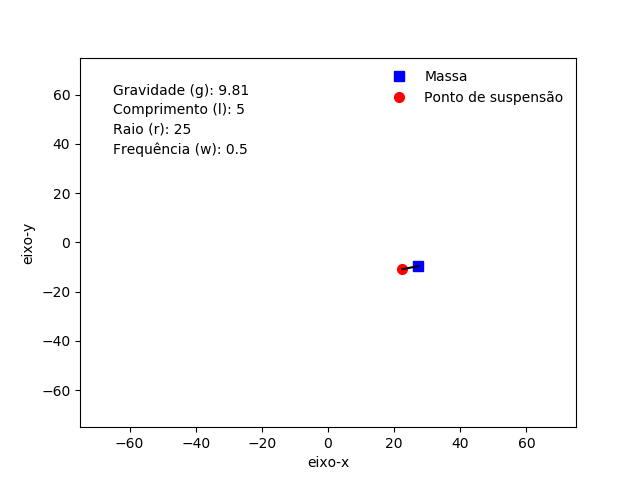 Gravidade (g): 9.81
Comprimento (l): 5
Raio (r): 25
Frequência (w): 0.5
Massa
Ponto de suspensão
60
40
20
0
−20
−40
−60
eixo-y
−60
−40
−20
0
20
40
60
eixo-x